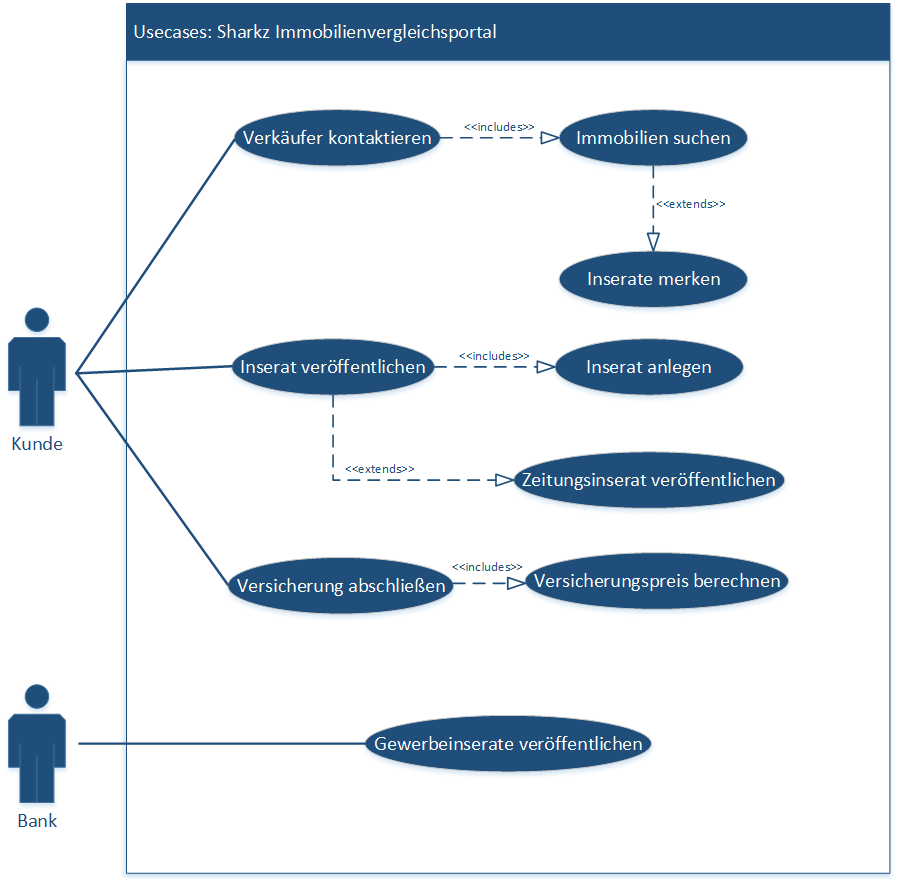 Usecases: Sharkz Immobilienvergleichsportal
Verkäufer kontaktieren
<<includes>>
Immobilien suchen
<<extends>>
Inserate merken
Kunde
Inserat veröffentlichen
<<includes>>
Inserat anlegen
<<extends>>
Zeitungsinserat veröffentlichen
Versicherung abschließen
<<includes>>
Versicherungspreis berechnen
Bank
Gewerbeinserate veröffentlichen